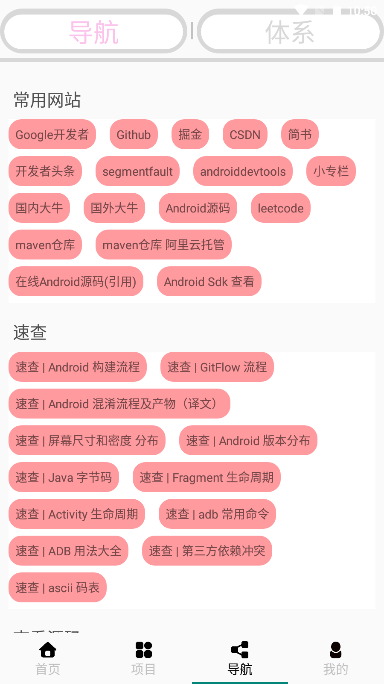 10:58
导航 | 体系
常用网站
Google开发者 Github 掘金 CSDN 简书
开发者头条 segmentfault androiddevtools 小专栏
国内大牛 国外大牛 Android源码 leetcode
maven仓库 maven仓库 阿里云托管
在线Android源码(引用) Android Sdk 查看
速查
速查 | Android 构建流程 速查 | GitFlow 流程
速查 | Android 混淆流程及产物（译文）
速查 | 屏幕尺寸和密度 分布 速查 | Android 版本分布
速查 | Java 字节码 速查 | Fragment 生命周期
速查 | Activity 生命周期 速查 | adb 常用命令
速查 | ADB 用法大全 速查 | 第三方依赖冲突
速查 | ascii 码表
首页 项目 导航 我的